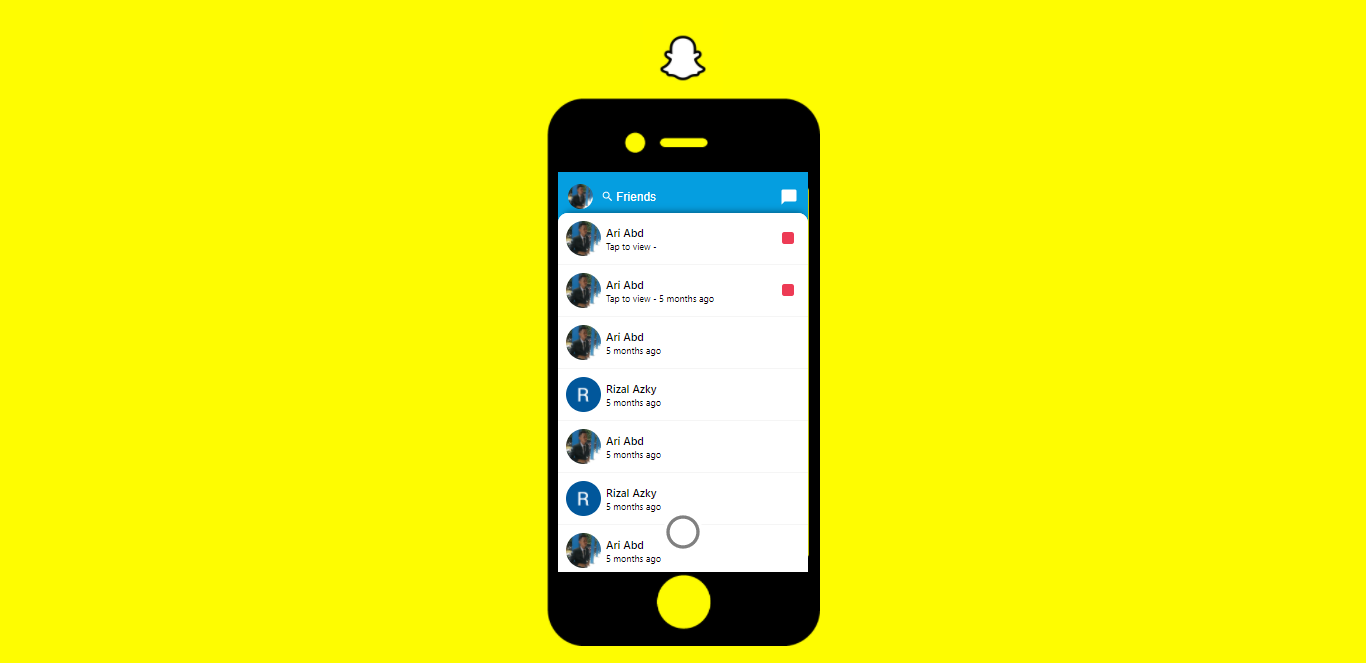 Friends
Ari Abd
Tap to view -
Ari Abd
Tap to view - 5 months ago
Ari Abd
5 months ago
R
Rizal Azky
5 months ago
Ari Abd
5 months ago
R
Rizal Azky
5 months ago
Ari Abd
5 months ago